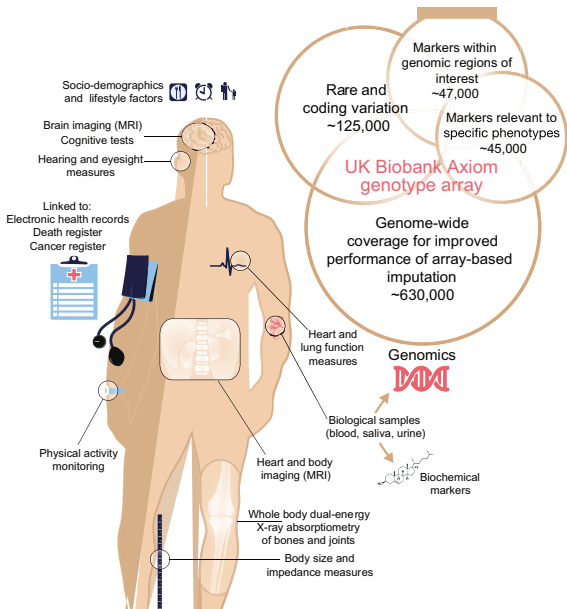 Socio-demographics
and lifestyle factors
Brain imaging (MRI)
Cognitive tests
Hearing and eyesight
measures
Linked to:
Electronic health records
Death register
Cancer register
Physical activity
monitoring
Markers within
genomic regions of
interest
~47,000
Rare and
coding variation
~125,000
Markers relevant to
specific phenotypes
~45,000
UK Biobank Axiom
genotype array
Genome-wide
coverage for improved
performance of array-based
imputation
~630,000
Heart and
lung function
measures
Genomics
Biological samples
(blood, saliva, urine)
Biochemical
markers
Heart and body
imaging (MRI)
Whole body dual-energy
X-ray absorptiometry
of bones and joints
Body size and
impedance measures